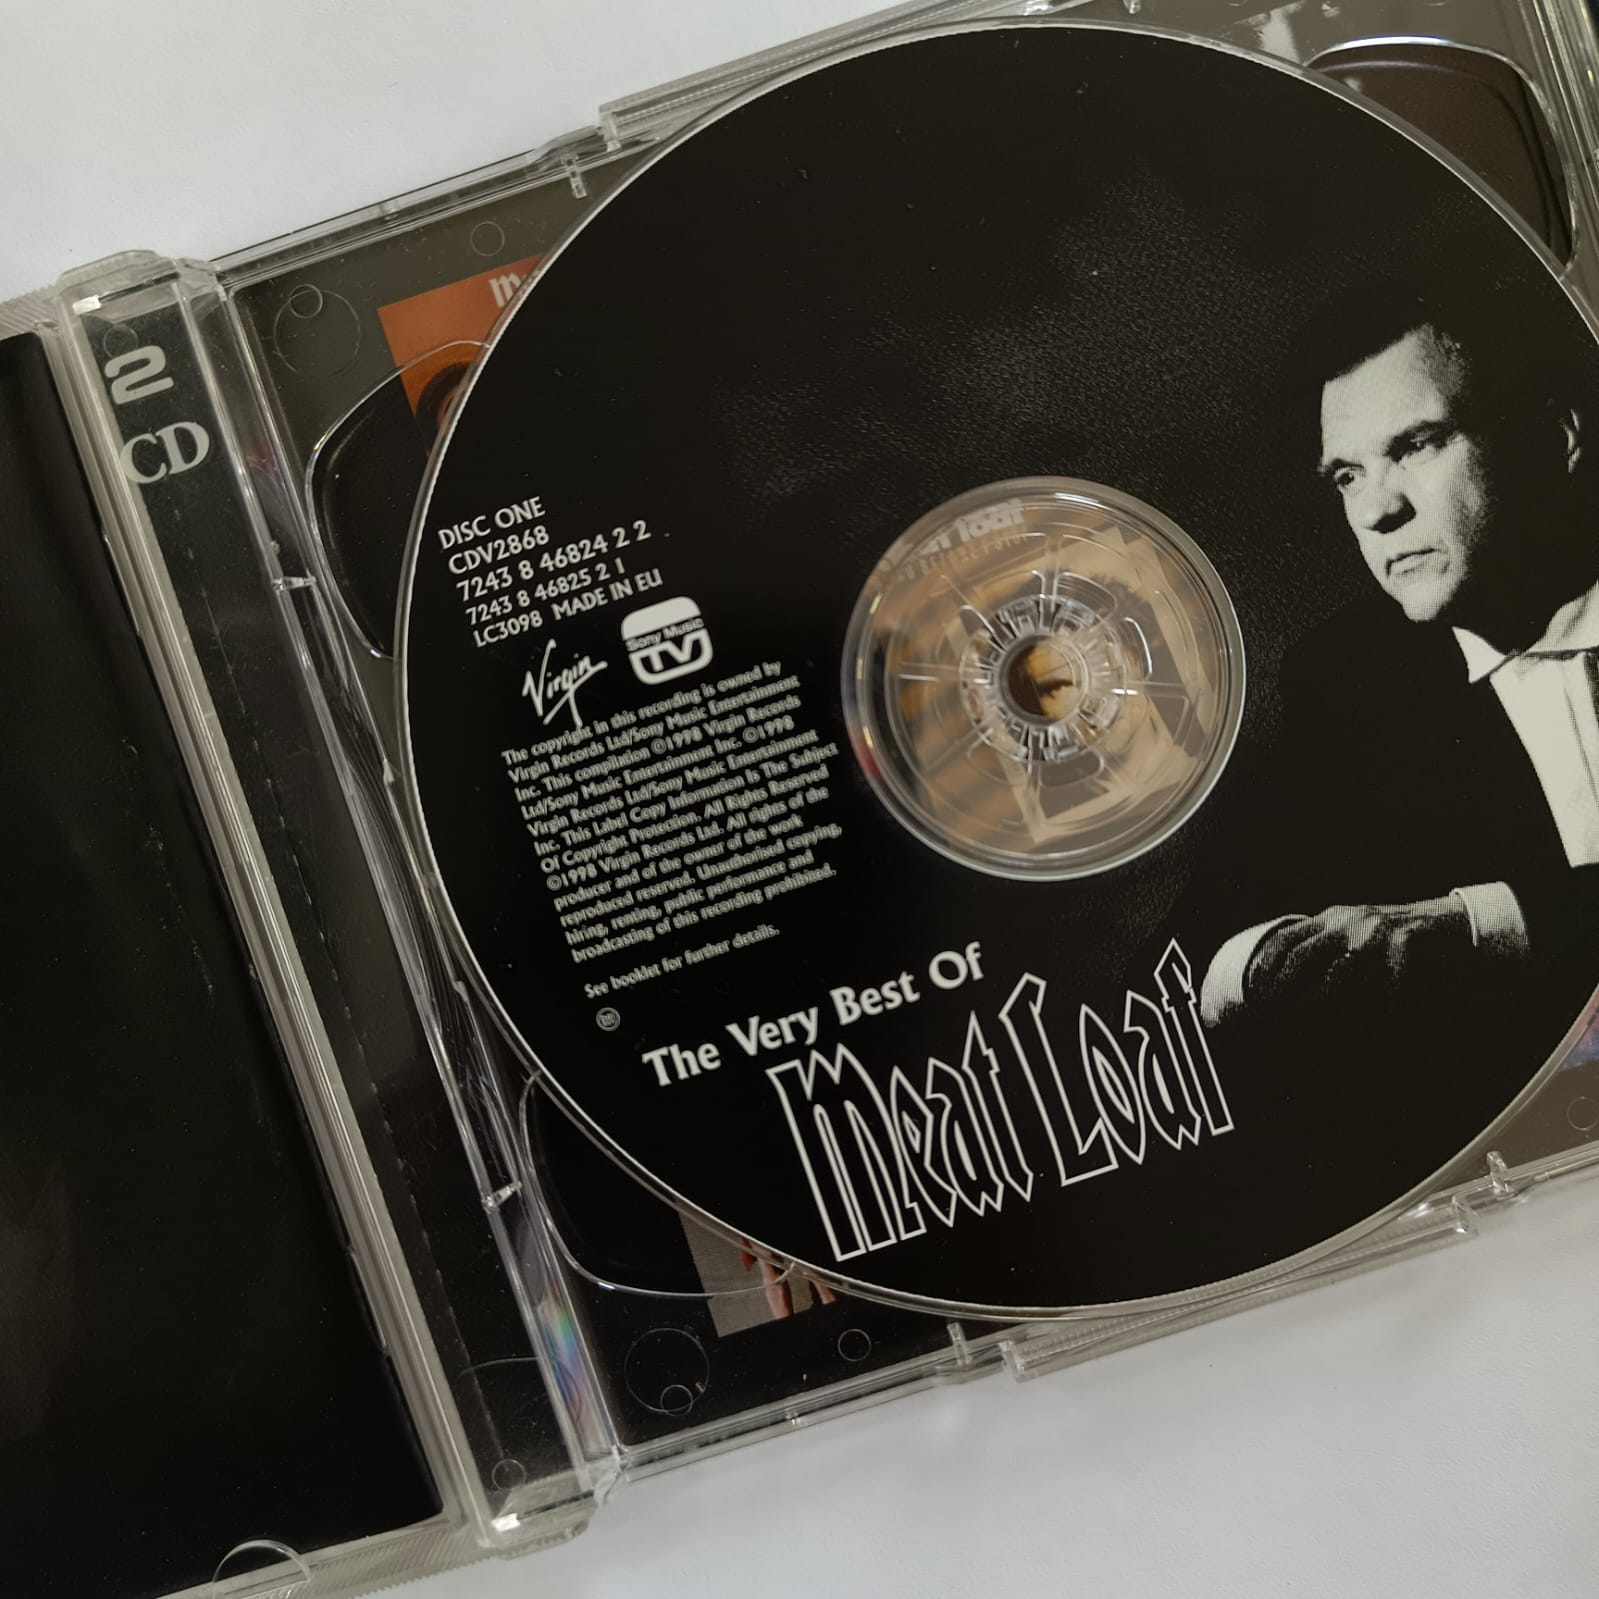 2
CD
DISC ONE
CDV2868
7243 8 46824 2 2
7243 8 46825 2 1
LC3098 MADE IN EU
Virgin
Sony Music
TV
The copyright in this recording is owned by
Virgin Records Ltd/Sony Music Entertainment
Inc. This compilation ©1998 Virgin Records
Ltd/Sony Music Entertainment Inc. ©1998
Virgin Records Ltd/Sony Music Entertainment
Inc. This Label Copy Information Is The Subject
Of Copyright Protection. All Rights Reserved
©1998 Virgin Records Ltd. All rights of the
producer and of the owner of the work
reproduced reserved. Unauthorised copying,
hiring, renting, public performance and
broadcasting of this recording prohibited.
See booklet for further details.
The Very Best Of
Meat Loaf